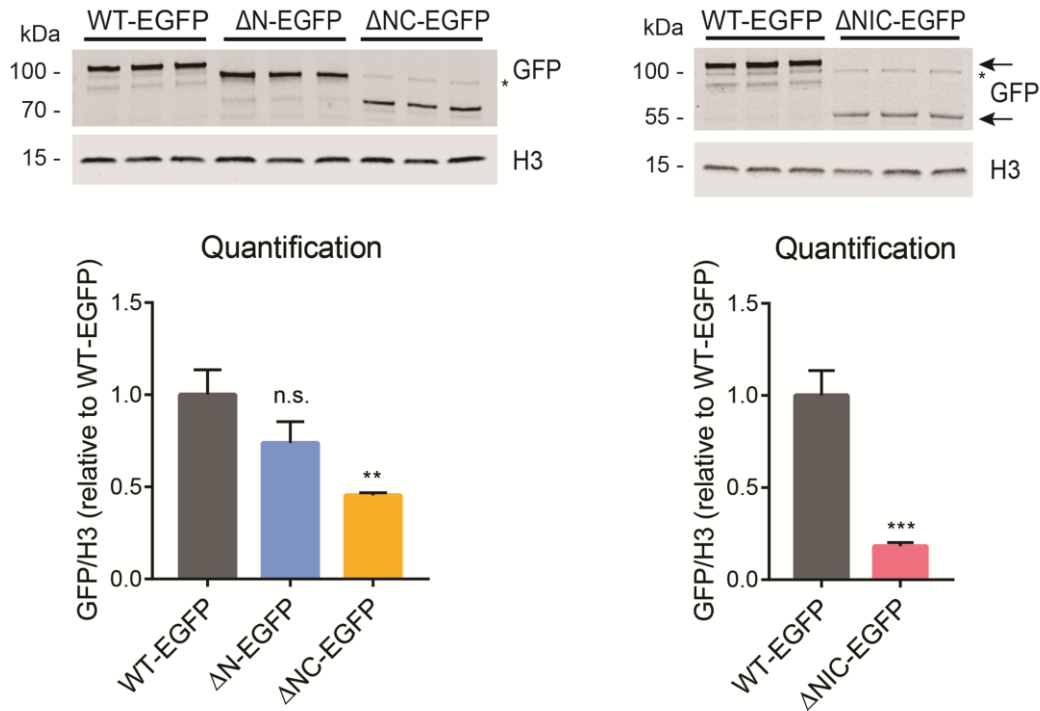 WT-EGFP ΔN-EGFP ΔNC-EGFP
kDa
100 -
GFP
*
70 -
15 -
H3
Quantification
GFP/H3 (relative to WT-EGFP)
1.5
1.0
0.5
0.0
n.s.
**
WT-EGFP
ΔN-EGFP
ΔNC-EGFP
WT-EGFP ΔNIC-EGFP
kDa
100 -
*
GFP
55 -
15 -
H3
Quantification
GFP/H3 (relative to WT-EGFP)
1.5
1.0
0.5
0.0
***
WT-EGFP
ΔNIC-EGFP